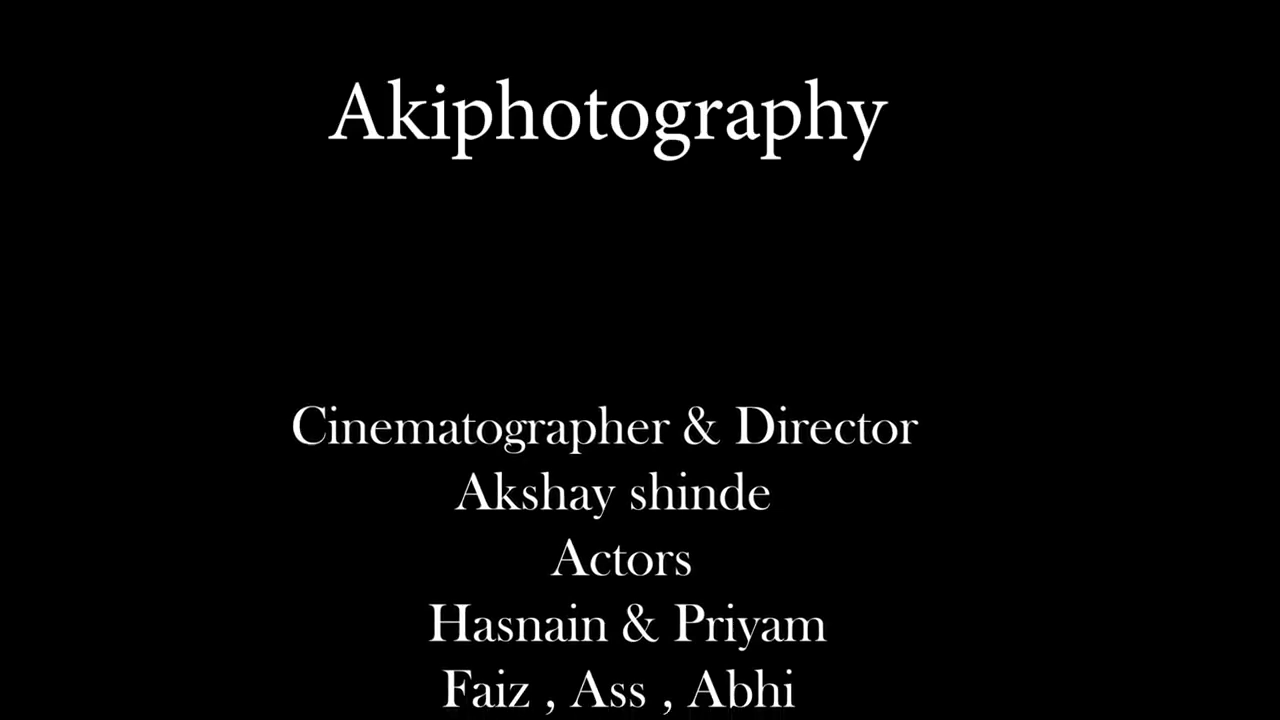 Akiphotography
Cinematographer & Director
Akshay shinde
Actors
Hasnain & Priyam
Faiz , Ass , Abhi